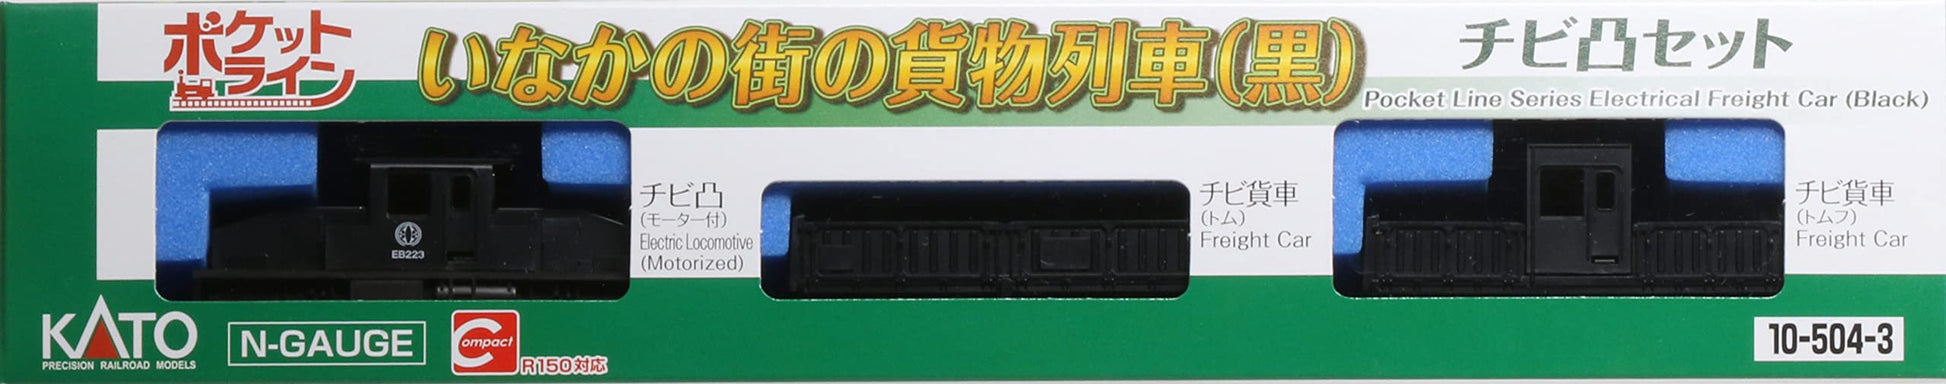 ポケット
ライン
いなかの街の貨物列車(黒)
チビ凸セット
Pocket Line Series Electrical Freight Car (Black)
チビ凸
(モーター付)
Electric Locomotive
(Motorized)
EB223
チビ貨車
(トム)
Freight Car
チビ貨車
(トムフ)
Freight Car
KATO
PRECISION RAILROAD MODELS
N-GAUGE
Compact
R150対応
10-504-3